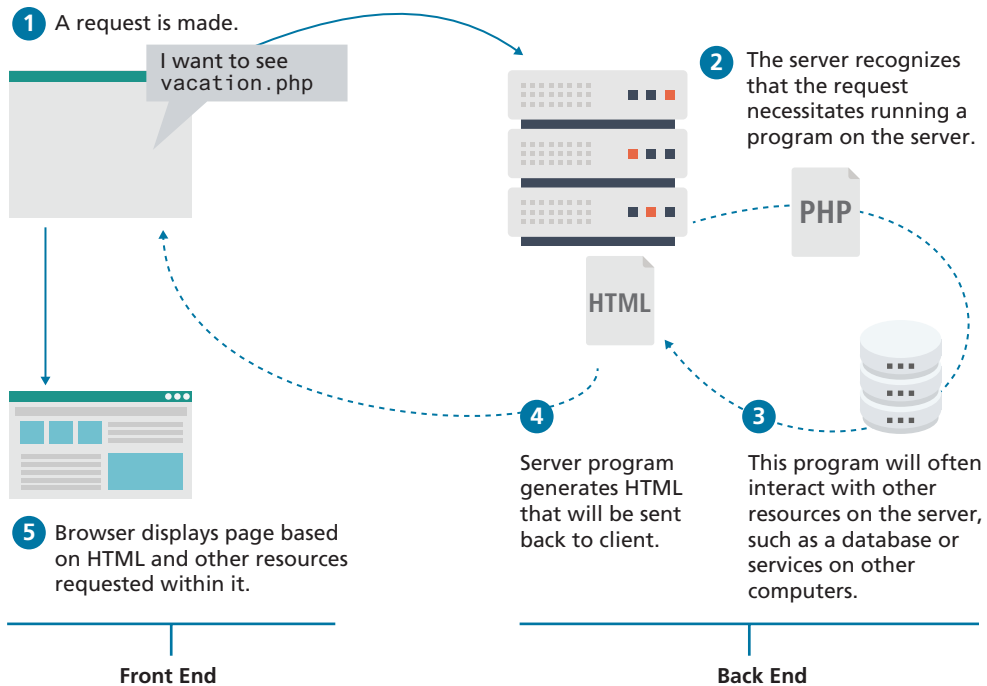 1 A request is made.
I want to see
vacation.php
2 The server recognizes
that the request
necessitates running a
program on the server.
PHP
HTML
4
Server program
generates HTML
that will be sent
back to client.
3
This program will often
interact with other
resources on the server,
such as a database or
services on other
computers.
5 Browser displays page based
on HTML and other resources
requested within it.
Front End
Back End